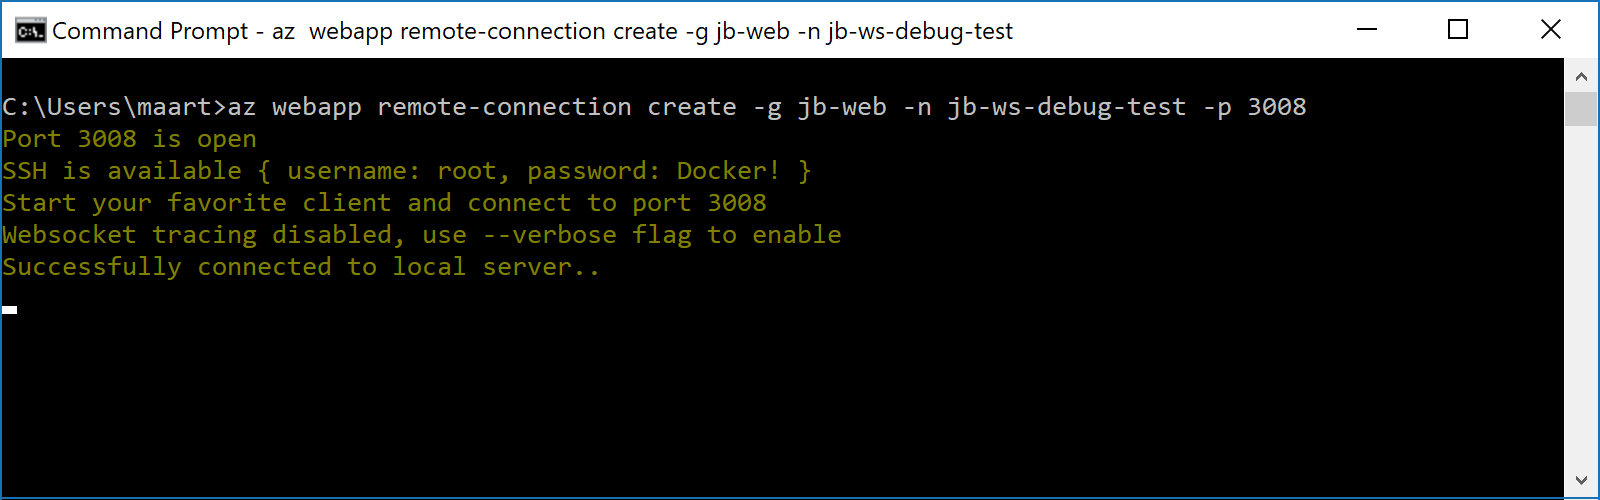 Command Prompt - az  webapp remote-connection create -g jb-web -n jb-ws-debug-test
C:\Users\maart>az webapp remote-connection create -g jb-web -n jb-ws-debug-test -p 3008
Port 3008 is open
SSH is available { username: root, password: Docker! }
Start your favorite client and connect to port 3008
Websocket tracing disabled, use --verbose flag to enable
Successfully connected to local server..